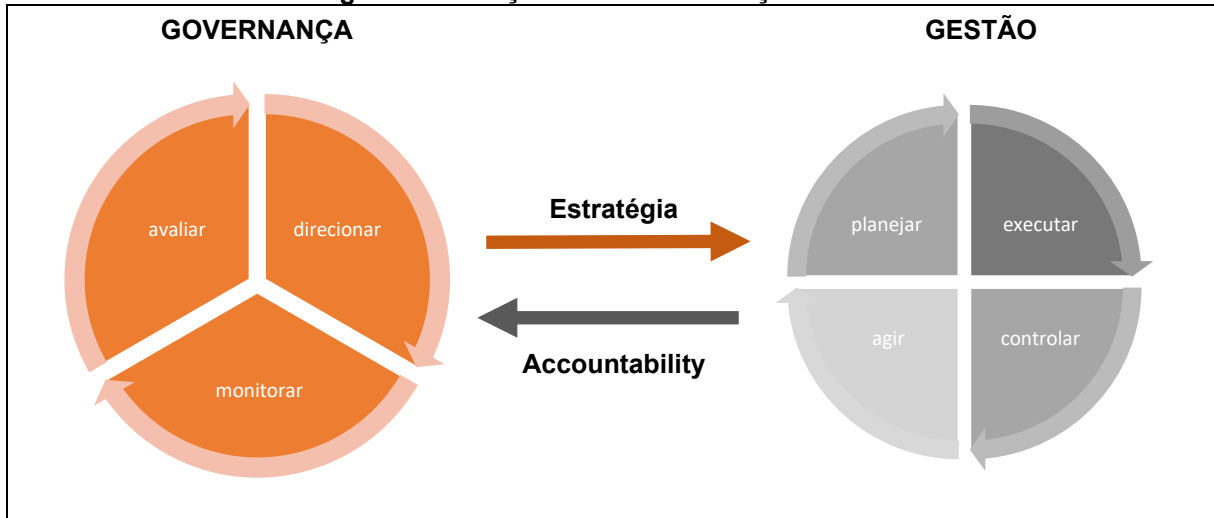 GOVERNANÇA
GESTÃO
avaliar
direcionar
monitorar
Estratégia
Accountability
planejar
executar
agir
controlar